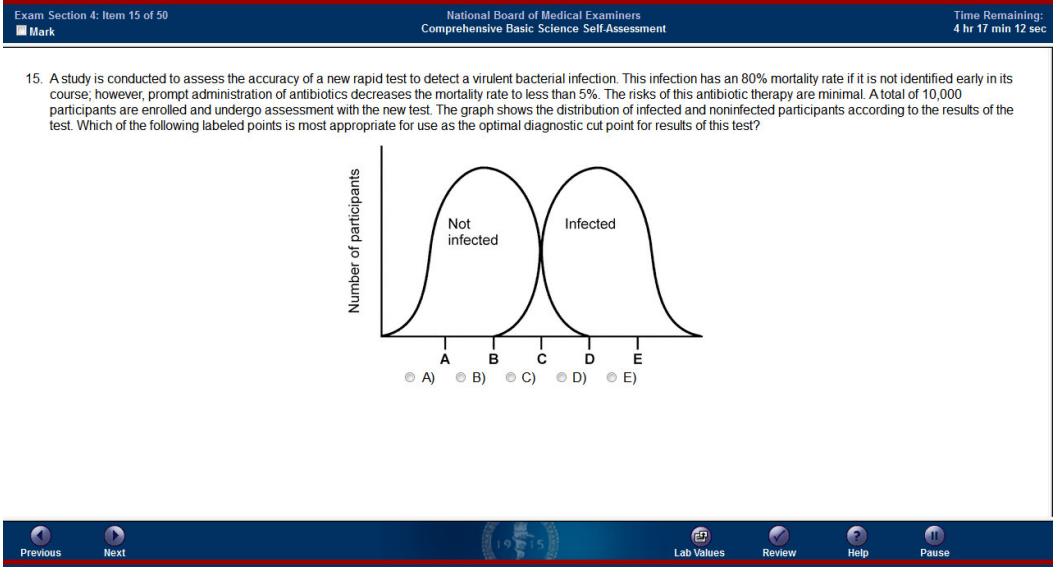 Exam Section 4: Item 15 of 50
National Board of Medical Examiners
Time Remaining:
Mark
Comprehensive Basic Science Self-Assessment
4 hr 17 min 12 sec
15. A study is conducted to assess the accuracy of a new rapid test to detect a virulent bacterial infection. This infection has an 80% mortality rate if it is not identified early in its
course; however, prompt administration of antibiotics decreases the mortality rate to less than 5%. The risks of this antibiotic therapy are minimal. A total of 10,000
participants are enrolled and undergo assessment with the new test. The graph shows the distribution of infected and noninfected participants according to the results of the
test. Which of the following labeled points is most appropriate for use as the optimal diagnostic cut point for results of this test?
Number of participants
Not
infected
Infected
A B C D E
A) B) C) D) E)
1915
Previous
Next
Lab Values
Review
Help
Pause